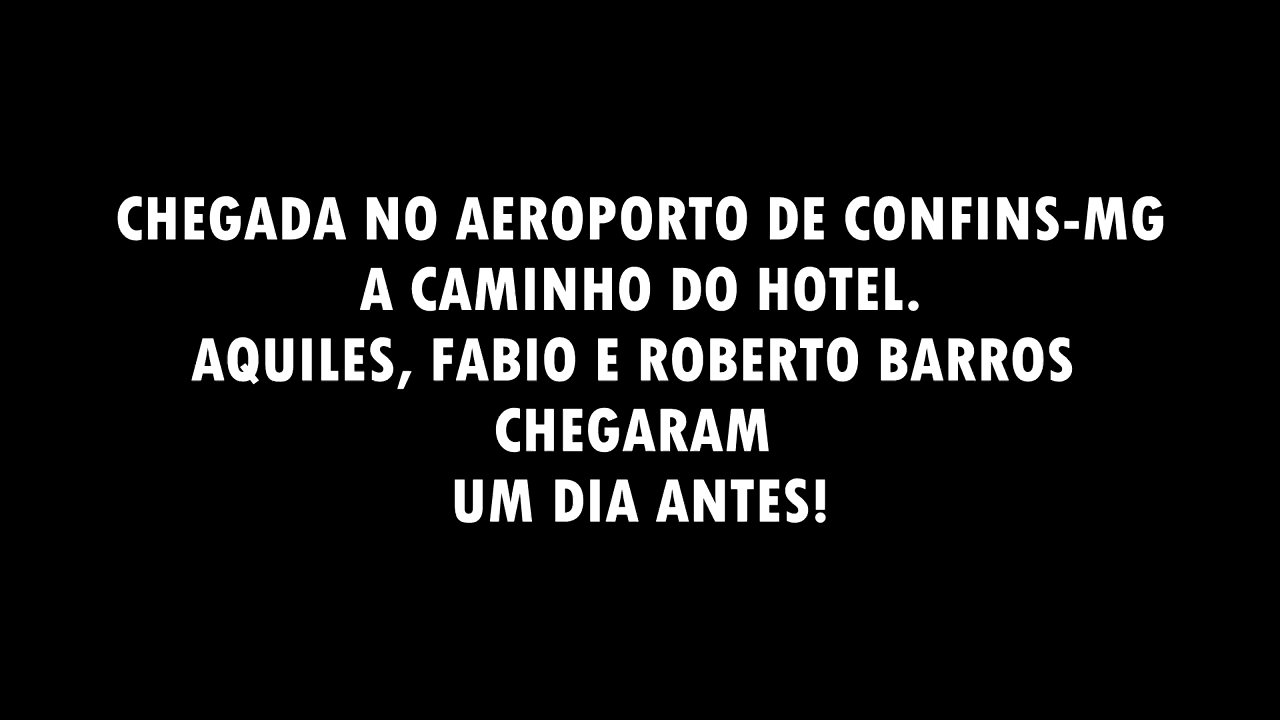 CHEGADA NO AEROPORTO DE CONFINS-MG
A CAMINHO DO HOTEL.
AQUILES, FABIO E ROBERTO BARROS
CHEGARAM
UM DIA ANTES!